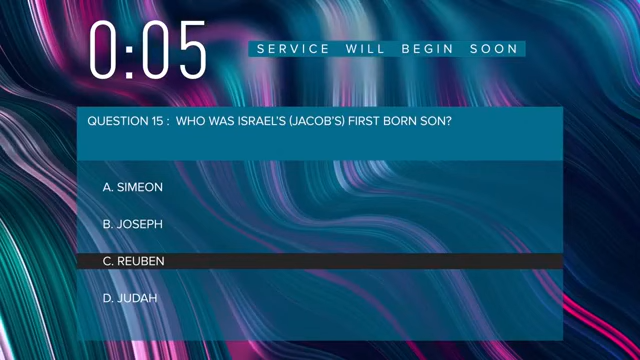 0:05
SERVICE WILL BEGIN SOON
QUESTION 15 : WHO WAS ISRAEL'S (JACOB'S) FIRST BORN SON?
A. SIMEON
B. JOSEPH
C. REUBEN
D. JUDAH